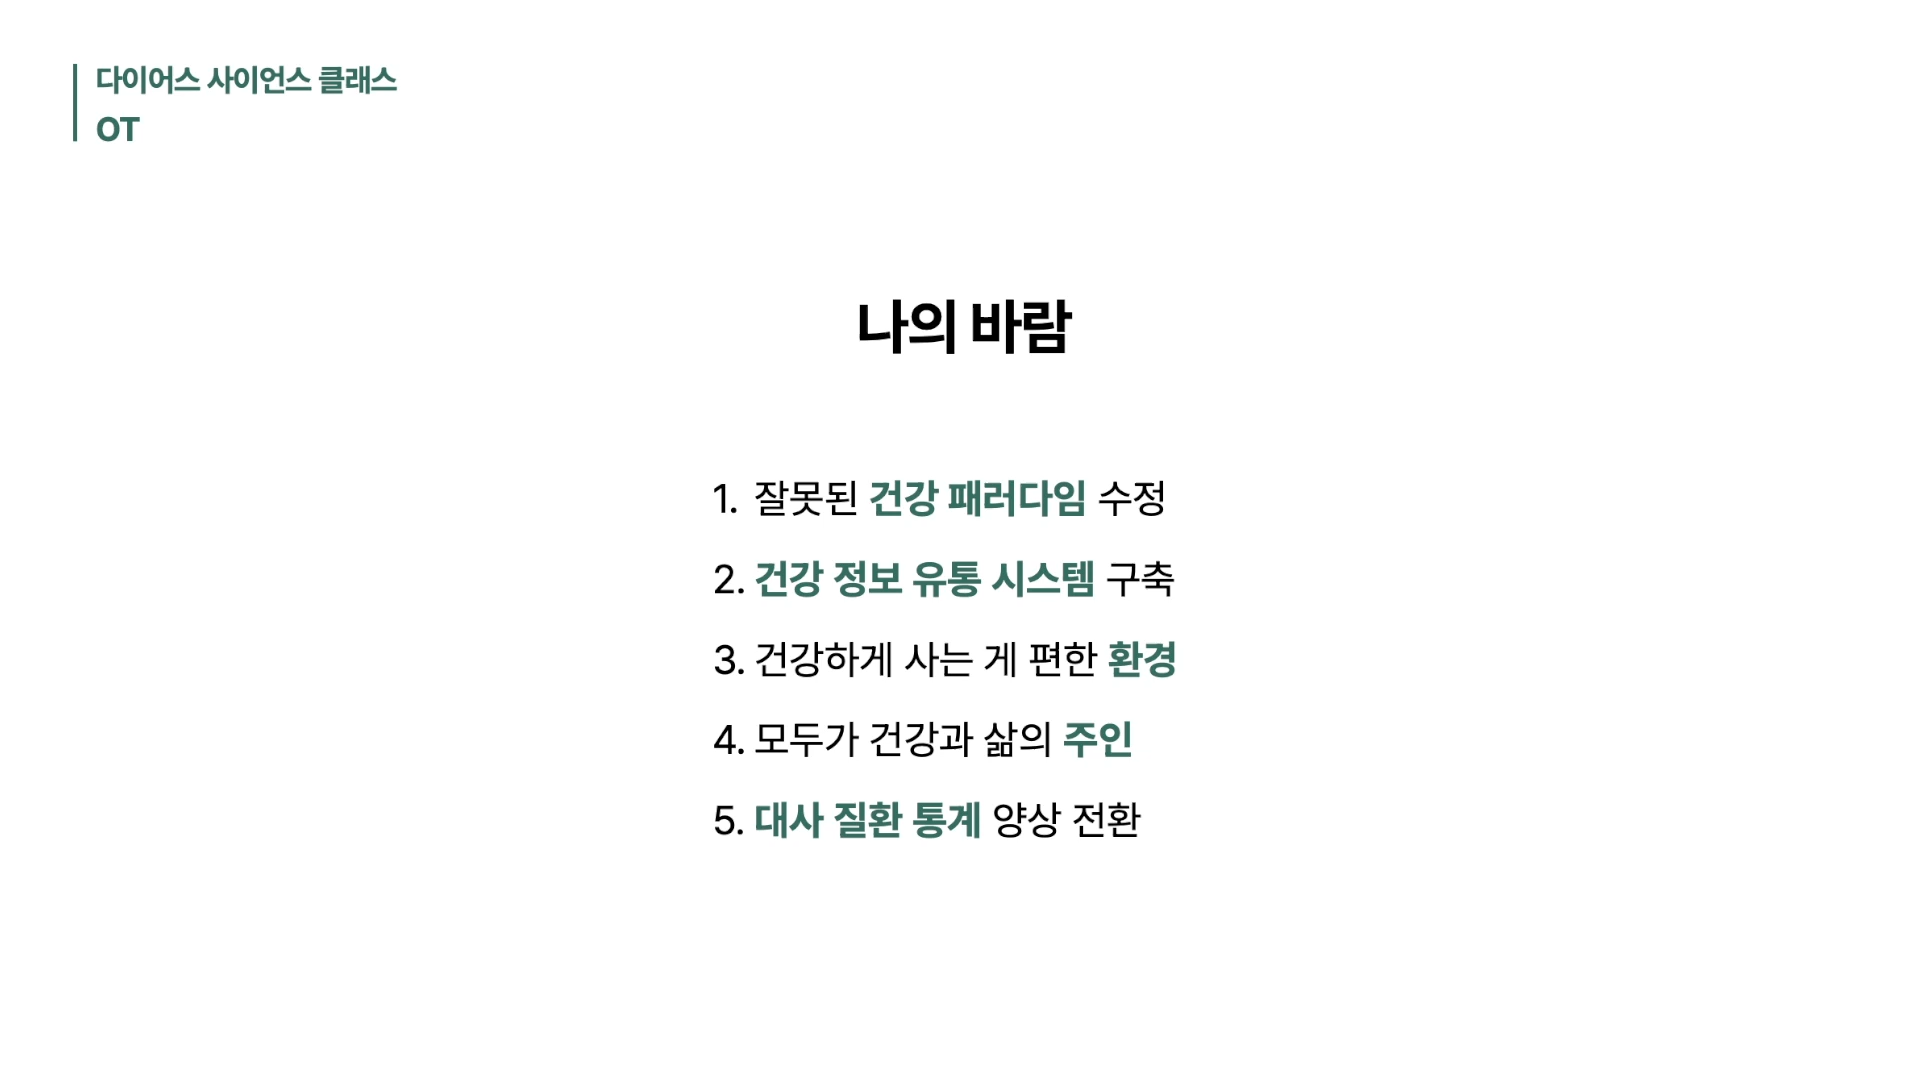 다이어스 사이언스 클래스
OT
나의 바람
1. 잘못된 건강 패러다임 수정
2. 건강 정보 유통 시스템 구축
3. 건강하게 사는 게 편한 환경
4. 모두가 건강과 삶의 주인
5. 대사 질환 통계 양상 전환